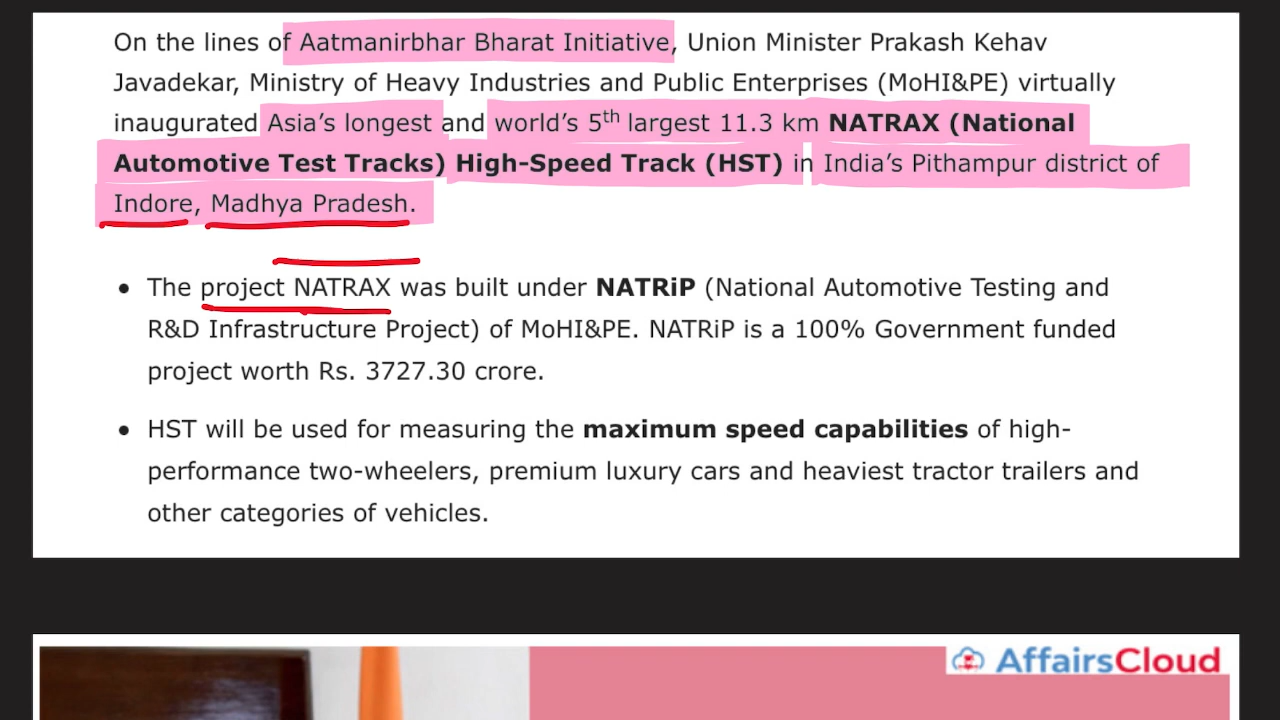 On the lines of Aatmanirbhar Bharat Initiative, Union Minister Prakash Kehav
Javadekar, Ministry of Heavy Industries and Public Enterprises (MoHI&PE) virtually
inaugurated Asia's longest and world's 5th largest 11.3 km NATRAX (National
Automotive Test Tracks) High-Speed Track (HST) in India's Pithampur district of
Indore, Madhya Pradesh.
• The project NATRAX was built under NATRiP (National Automotive Testing and
R&D Infrastructure Project) of MoHI&PE. NATRiP is a 100% Government funded
project worth Rs. 3727.30 crore.
• HST will be used for measuring the maximum speed capabilities of high-
performance two-wheelers, premium luxury cars and heaviest tractor trailers and
other categories of vehicles.
AffairsCloud